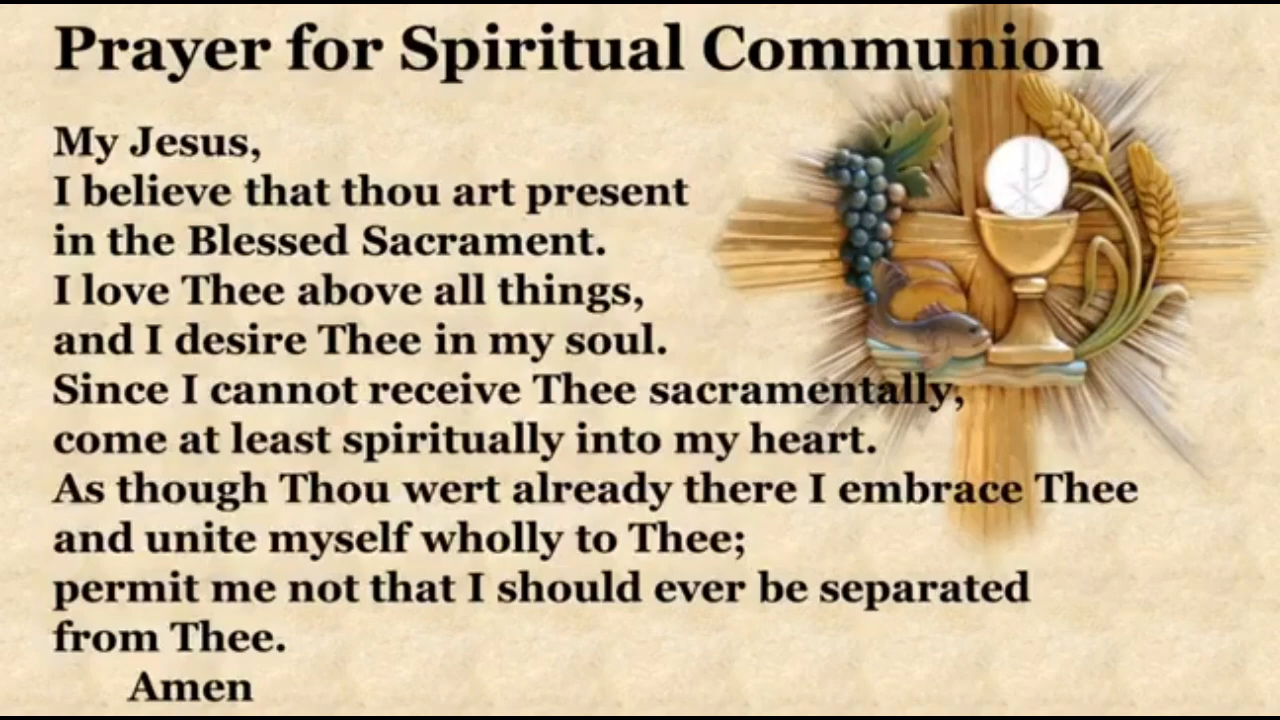 Prayer for Spiritual Communion
My Jesus,
I believe that thou art present
in the Blessed Sacrament.
I love Thee above all things,
and I desire Thee in my soul.
Since I cannot receive Thee sacramentally,
come at least spiritually into my heart.
As though Thou wert already there I embrace Thee
and unite myself wholly to Thee;
permit me not that I should ever be separated
from Thee.
Amen